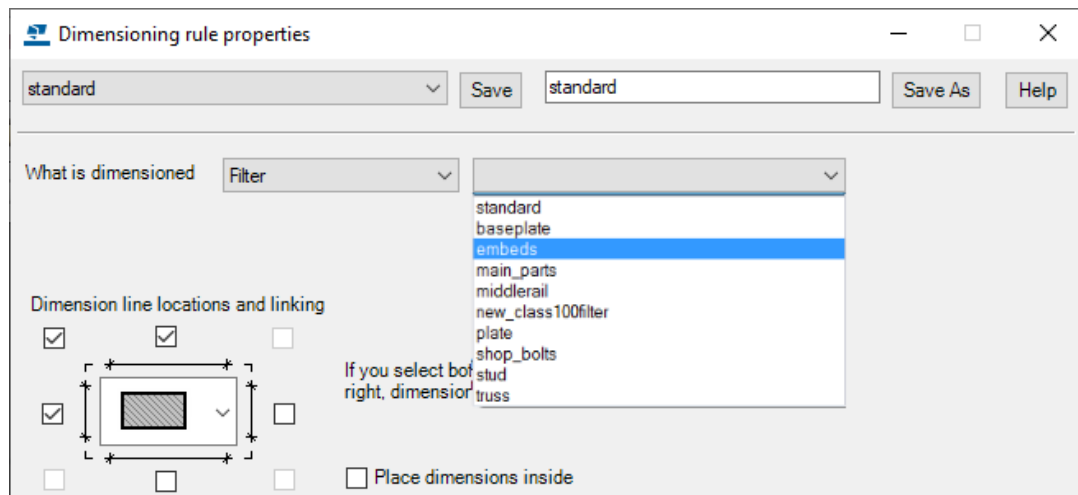 Dimensioning rule properties
standard Save standard Save As Help
What is dimensioned Filter
standard
baseplate
embeds
main_parts
middlerail
new_class100filter
plate
shop_bolts
stud
truss
Dimension line locations and linking
If you select
right, dimension
Place dimensions inside